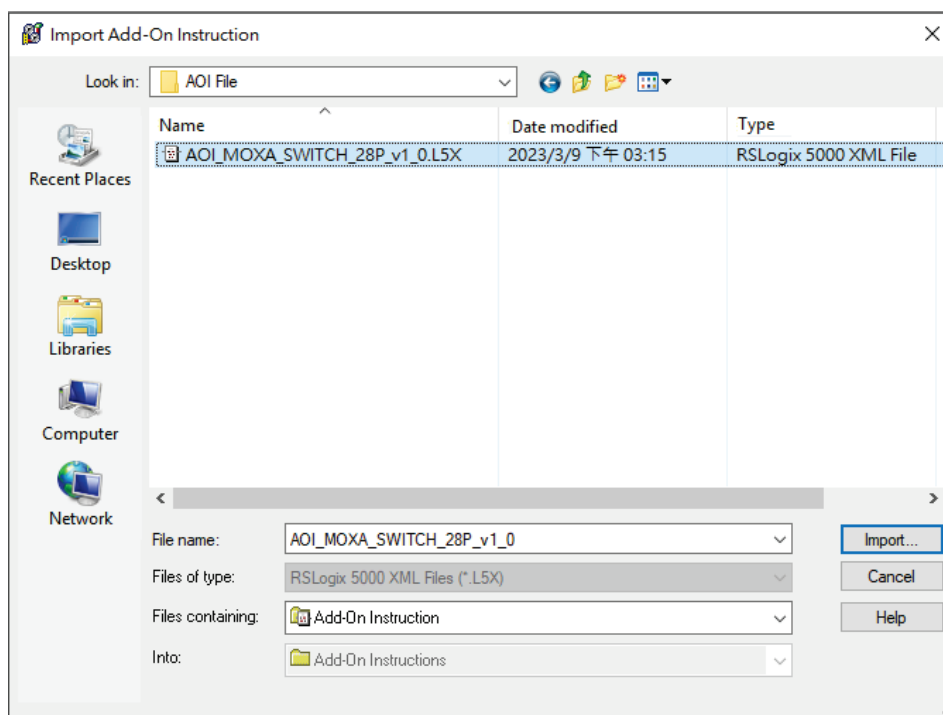 Import Add-On Instruction
Look in: AOI File
Name Date modified Type
AOI_MOXA_SWITCH_28P_v1_0.L5X 2023/3/9 下午 03:15 RSLogix 5000 XML File
Recent Places
Desktop
Libraries
Computer
Network
File name: AOI_MOXA_SWITCH_28P_v1_0 Import...
Files of type: RSLogix 5000 XML Files (*.L5X) Cancel
Files containing: Add-On Instruction Help
Into: Add-On Instructions